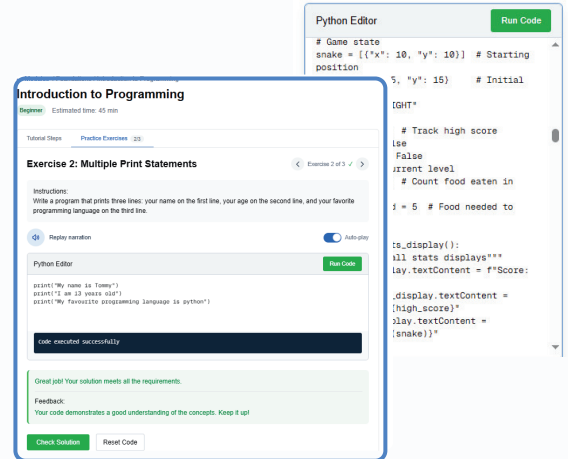 Python Editor
Run Code
# Game state
snake = [{"x": 10, "y": 10}]  # Starting
position
5, "y": 15}     # Initial
IGHT"
# Track high score
lse
False
urrent level
# Count food eaten in
d = 5  # Food needed to
ts_display():
all stats displays"""
lay.textContent = f"Score:
_display.textContent =
{high_score}"
play.textContent =
(snake)}"
Introduction to Programming
Beginner Estimated time: 45 min
Tutorial Steps Practice Exercises 2/3
Exercise 2: Multiple Print Statements
Exercise 2 of 3 ✓
Instructions:
Write a program that prints three lines: your name on the first line, your age on the second line, and your favorite
programming language on the third line.
Replay narration
Auto-play
Python Editor
Run Code
print("My name is Tommy")
print("I am 13 years old")
print("My favourite programming language is python")
Code executed successfully
Great job! Your solution meets all the requirements.
Feedback:
Your code demonstrates a good understanding of the concepts. Keep it up!
Check Solution
Reset Code